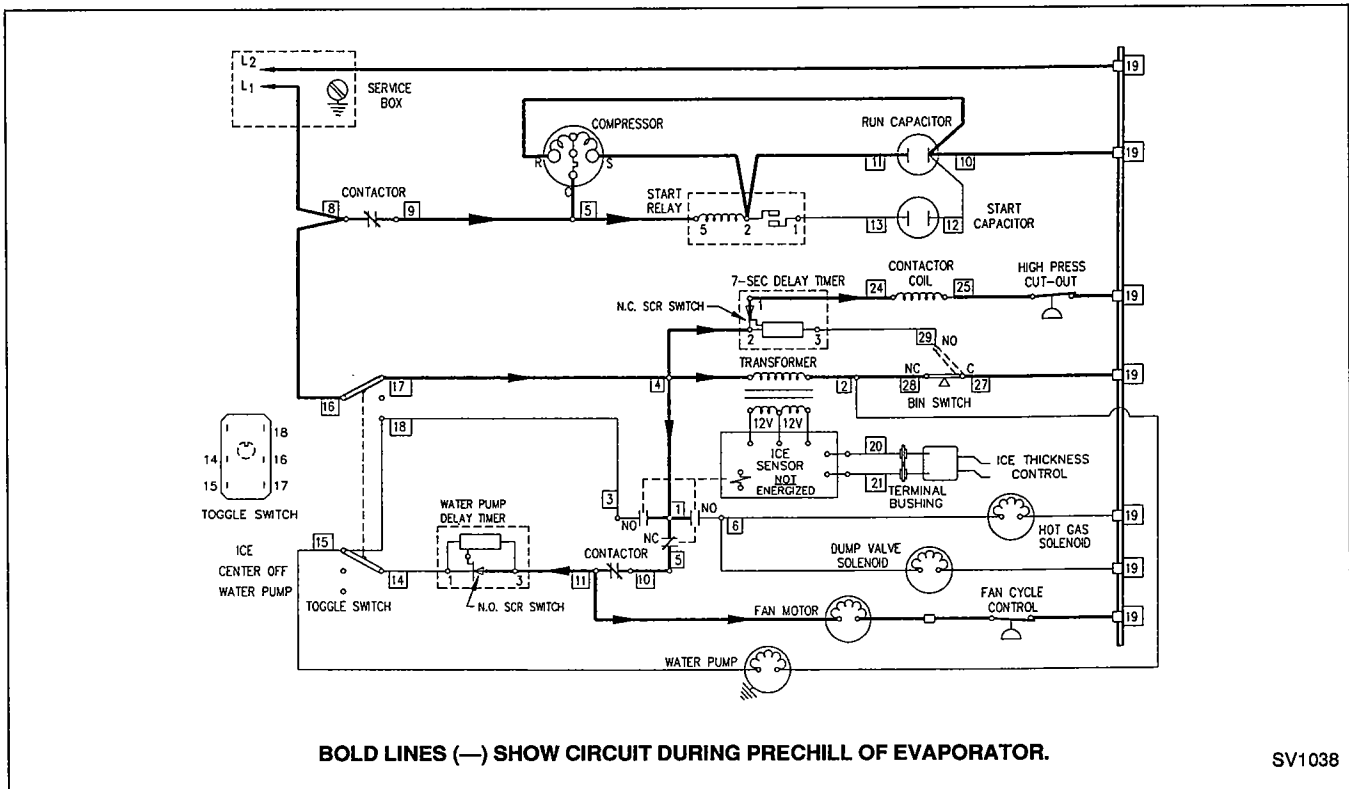 L2
L1
SERVICE
BOX
19
COMPRESSOR
R
S
C
RUN CAPACITOR
11
10
19
8
CONTACTOR
9
5
START
RELAY
5
2
1
13
12
START
CAPACITOR
7-SEC DELAY TIMER
N.C. SCR SWITCH
1
2
3
24
CONTACTOR
COIL
25
HIGH PRESS
CUT-OUT
19
29
NO
TRANSFORMER
16
17
4
2
NC
28
C
27
BIN SWITCH
19
18
12V
12V
18
14
16
15
17
TOGGLE SWITCH
ICE
SENSOR
NOT
ENERGIZED
20
21
TERMINAL
BUSHING
ICE THICKNESS
CONTROL
3
NO
1
NO
6
NC
5
HOT GAS
SOLENOID
19
WATER PUMP
DELAY TIMER
15
ICE
CENTER OFF
WATER PUMP
TOGGLE SWITCH
14
1
3
N.O. SCR SWITCH
11
CONTACTOR
10
DUMP VALVE
SOLENOID
19
FAN MOTOR
FAN CYCLE
CONTROL
19
WATER PUMP
BOLD LINES (—) SHOW CIRCUIT DURING PRECHILL OF EVAPORATOR.
SV1038